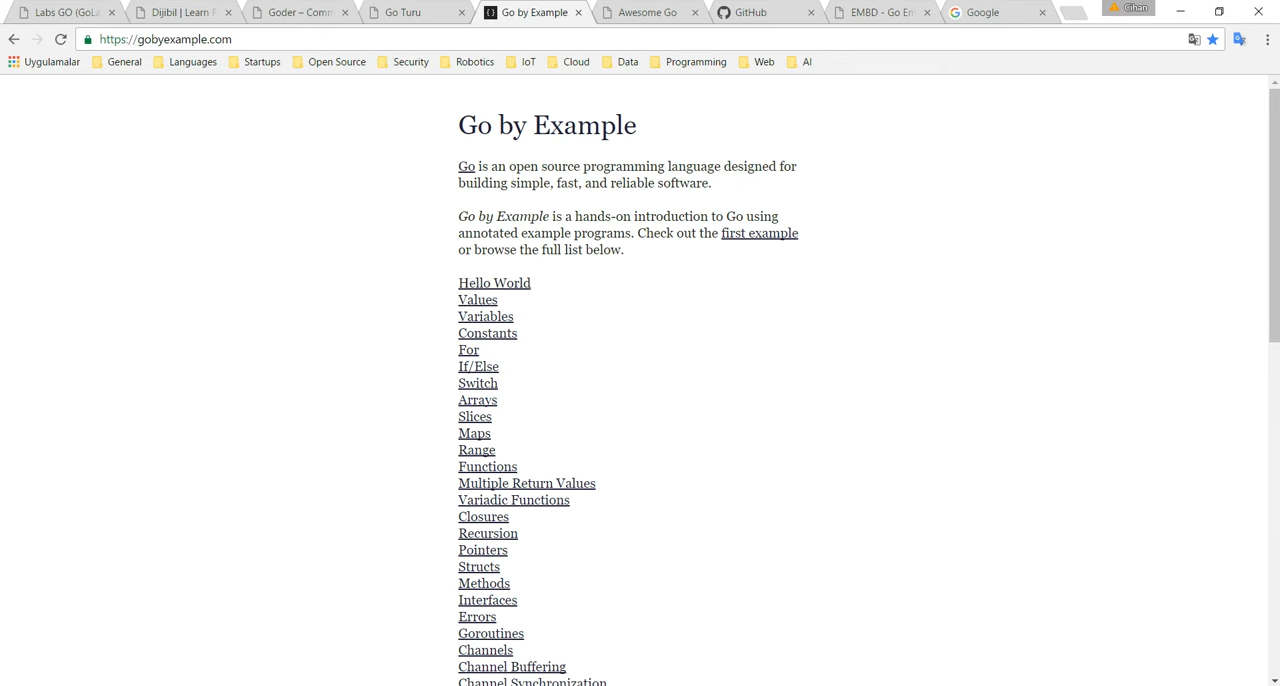 Labs GO (GoLa
Dijibil | Learn F
Goder – Comm
Go Turu
Go by Example
Awesome Go
GitHub
EMBD - Go Em
Google
Cihan
https://gobyexample.com
Uygulamalar General Languages Startups Open Source Security Robotics IoT Cloud Data Programming Web AI
Go by Example
Go is an open source programming language designed for
building simple, fast, and reliable software.
Go by Example is a hands-on introduction to Go using
annotated example programs. Check out the first example
or browse the full list below.
Hello World
Values
Variables
Constants
For
If/Else
Switch
Arrays
Slices
Maps
Range
Functions
Multiple Return Values
Variadic Functions
Closures
Recursion
Pointers
Structs
Methods
Interfaces
Errors
Goroutines
Channels
Channel Buffering
Channel Synchronization